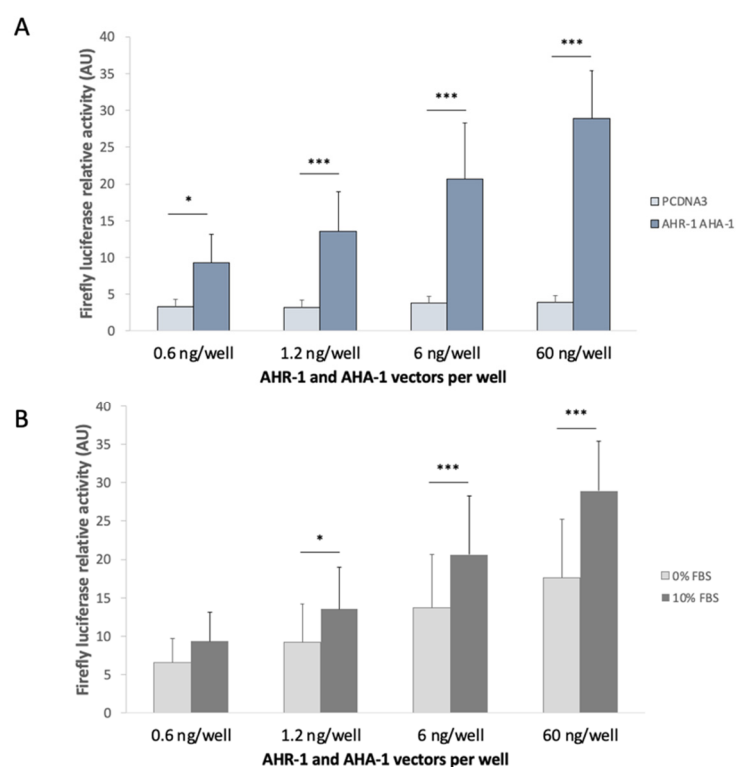 A
Firefly luciferase relative activity (AU)
40
35
30
25
20
15
10
5
0
*
***
***
***
PCDNA3
AHR-1 AHA-1
0.6 ng/well 1.2 ng/well 6 ng/well 60 ng/well
AHR-1 and AHA-1 vectors per well
B
Firefly luciferase relative activity (AU)
40
35
30
25
20
15
10
5
0
*
***
***
0% FBS
10% FBS
0.6 ng/well 1.2 ng/well 6 ng/well 60 ng/well
AHR-1 and AHA-1 vectors per well